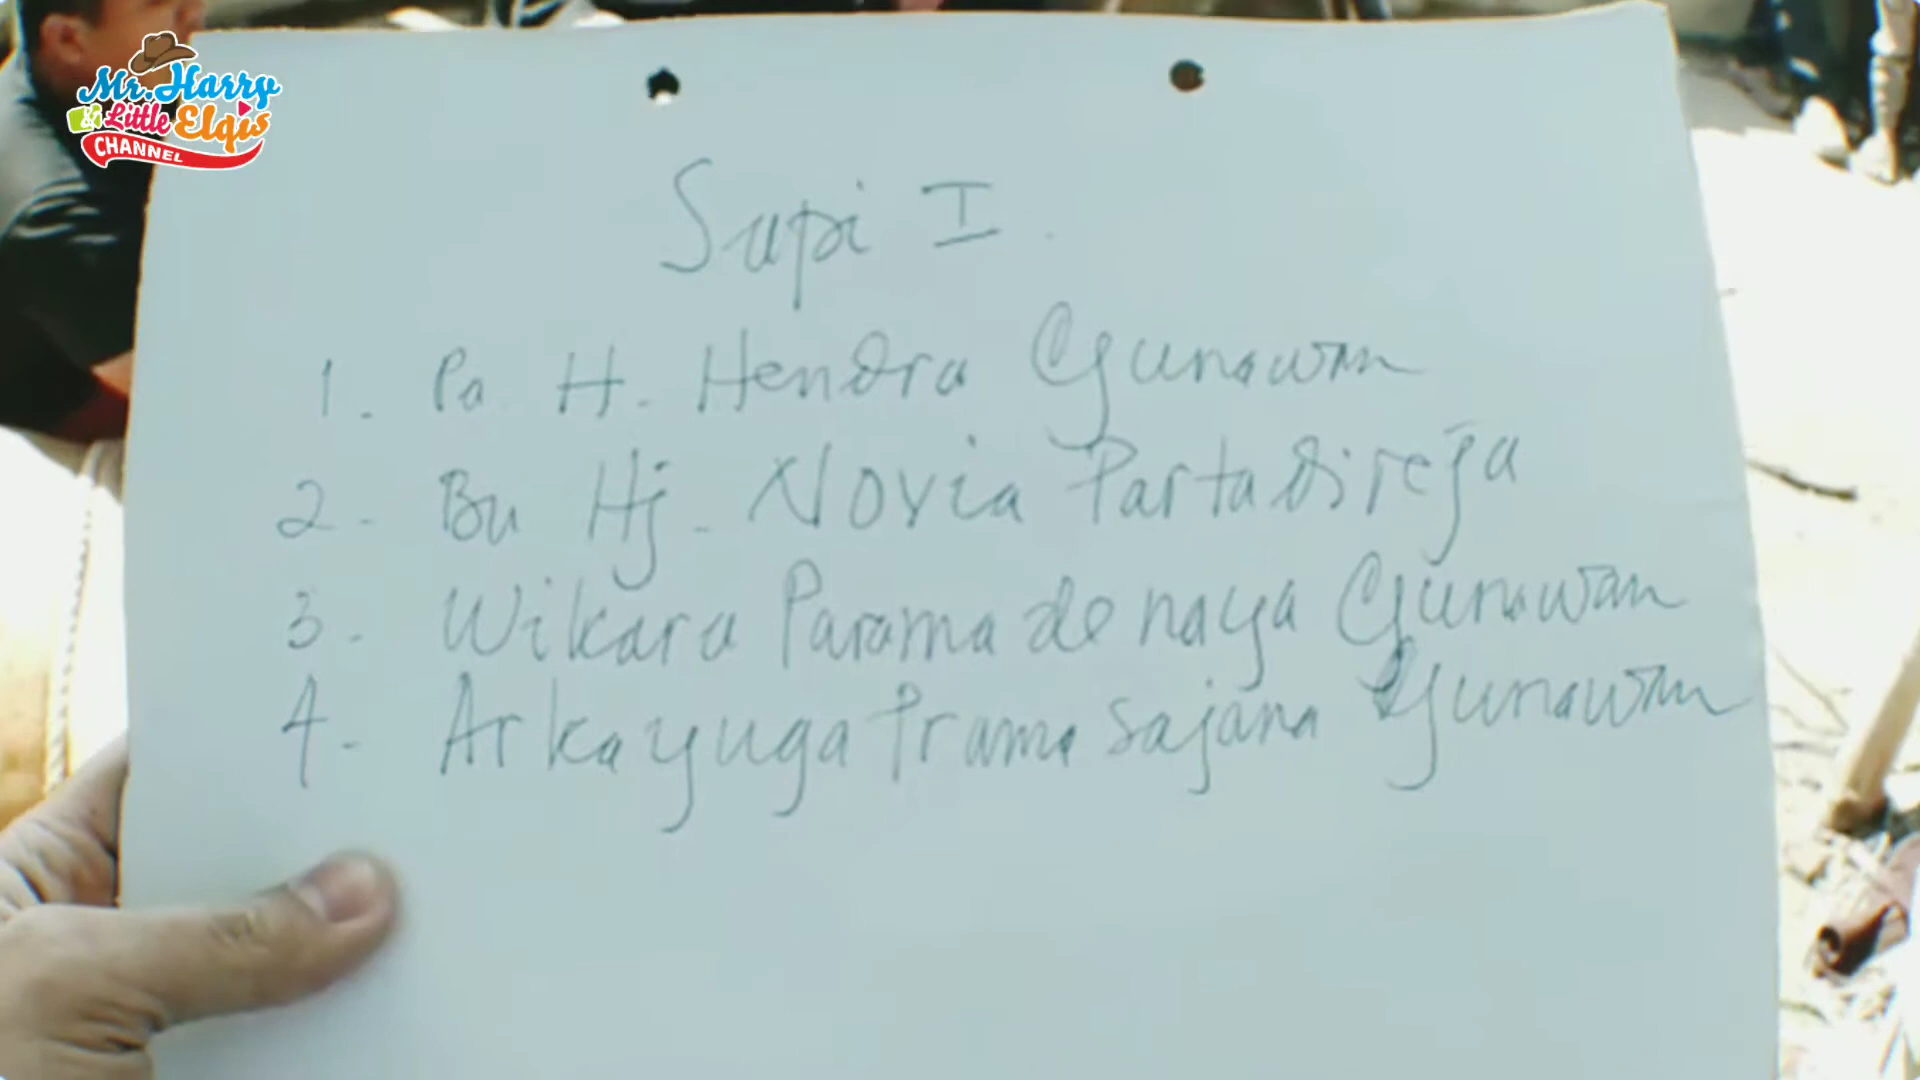 Mr. Harry
& Little Elqis
CHANNEL
Sapi I.
1. Pa H. Hendra Gunawan
2. Bu Hj. Novia Partadireja
3. Wikara Paramadenaya Gunawan
4. Arkayuga Pramasajana Gunawan